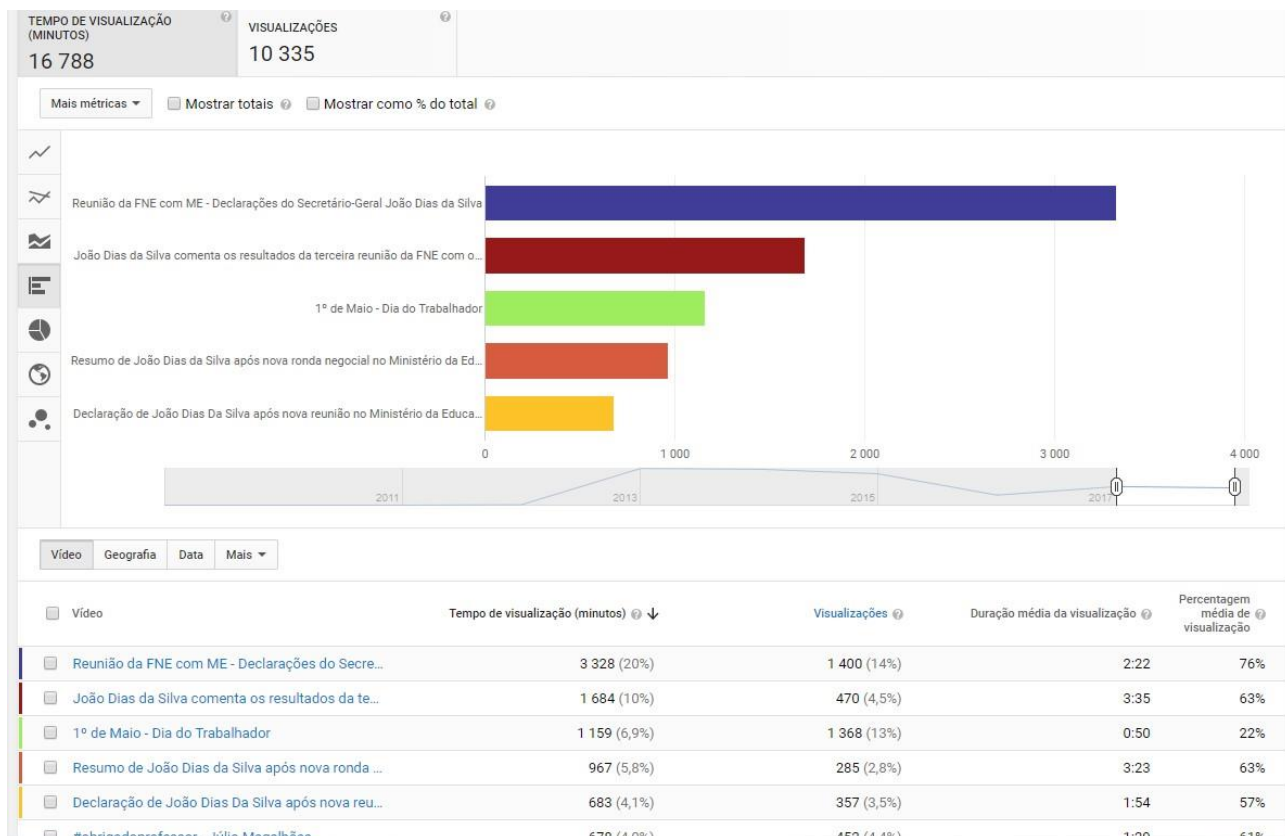 TEMPO DE VISUALIZAÇÃO
(MINUTOS)
16 788
VISUALIZAÇÕES
10 335
Mais métricas
Mostrar totais
Mostrar como % do total
Reunião da FNE com ME - Declarações do Secretário-Geral João Dias da Silva
João Dias da Silva comenta os resultados da terceira reunião da FNE com o...
1º de Maio - Dia do Trabalhador
Resumo de João Dias da Silva após nova ronda negocial no Ministério da Ed...
Declaração de João Dias Da Silva após nova reunião no Ministério da Educa...
0 1 000 2 000 3 000 4 000
2011 2013 2015 2017
Vídeo Geografia Data Mais
Vídeo Tempo de visualização (minutos) Visualizações Duração média da visualização Percentagem média de visualização
Reunião da FNE com ME - Declarações do Secre... 3 328 (20%) 1 400 (14%) 2:22 76%
João Dias da Silva comenta os resultados da te... 1 684 (10%) 470 (4,5%) 3:35 63%
1º de Maio - Dia do Trabalhador 1 159 (6,9%) 1 368 (13%) 0:50 22%
Resumo de João Dias da Silva após nova ronda ... 967 (5,8%) 285 (2,8%) 3:23 63%
Declaração de João Dias Da Silva após nova reu... 683 (4,1%) 357 (3,5%) 1:54 57%